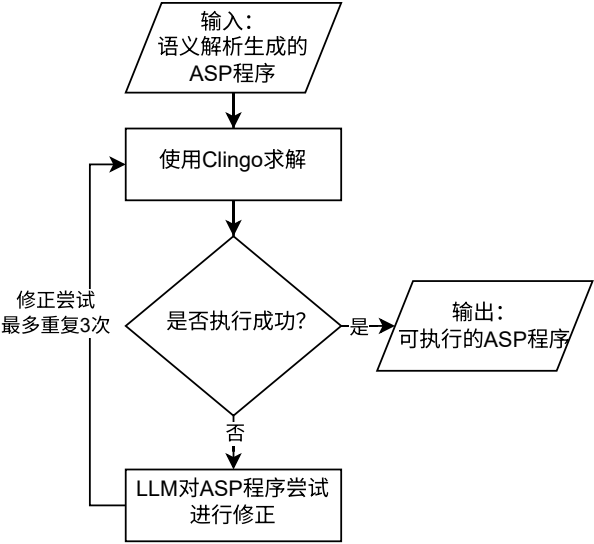 输入：
语义解析生成的
ASP程序
使用Clingo求解
是否执行成功？
是
输出：
可执行的ASP程序
修正尝试
最多重复3次
否
LLM对ASP程序尝试
进行修正